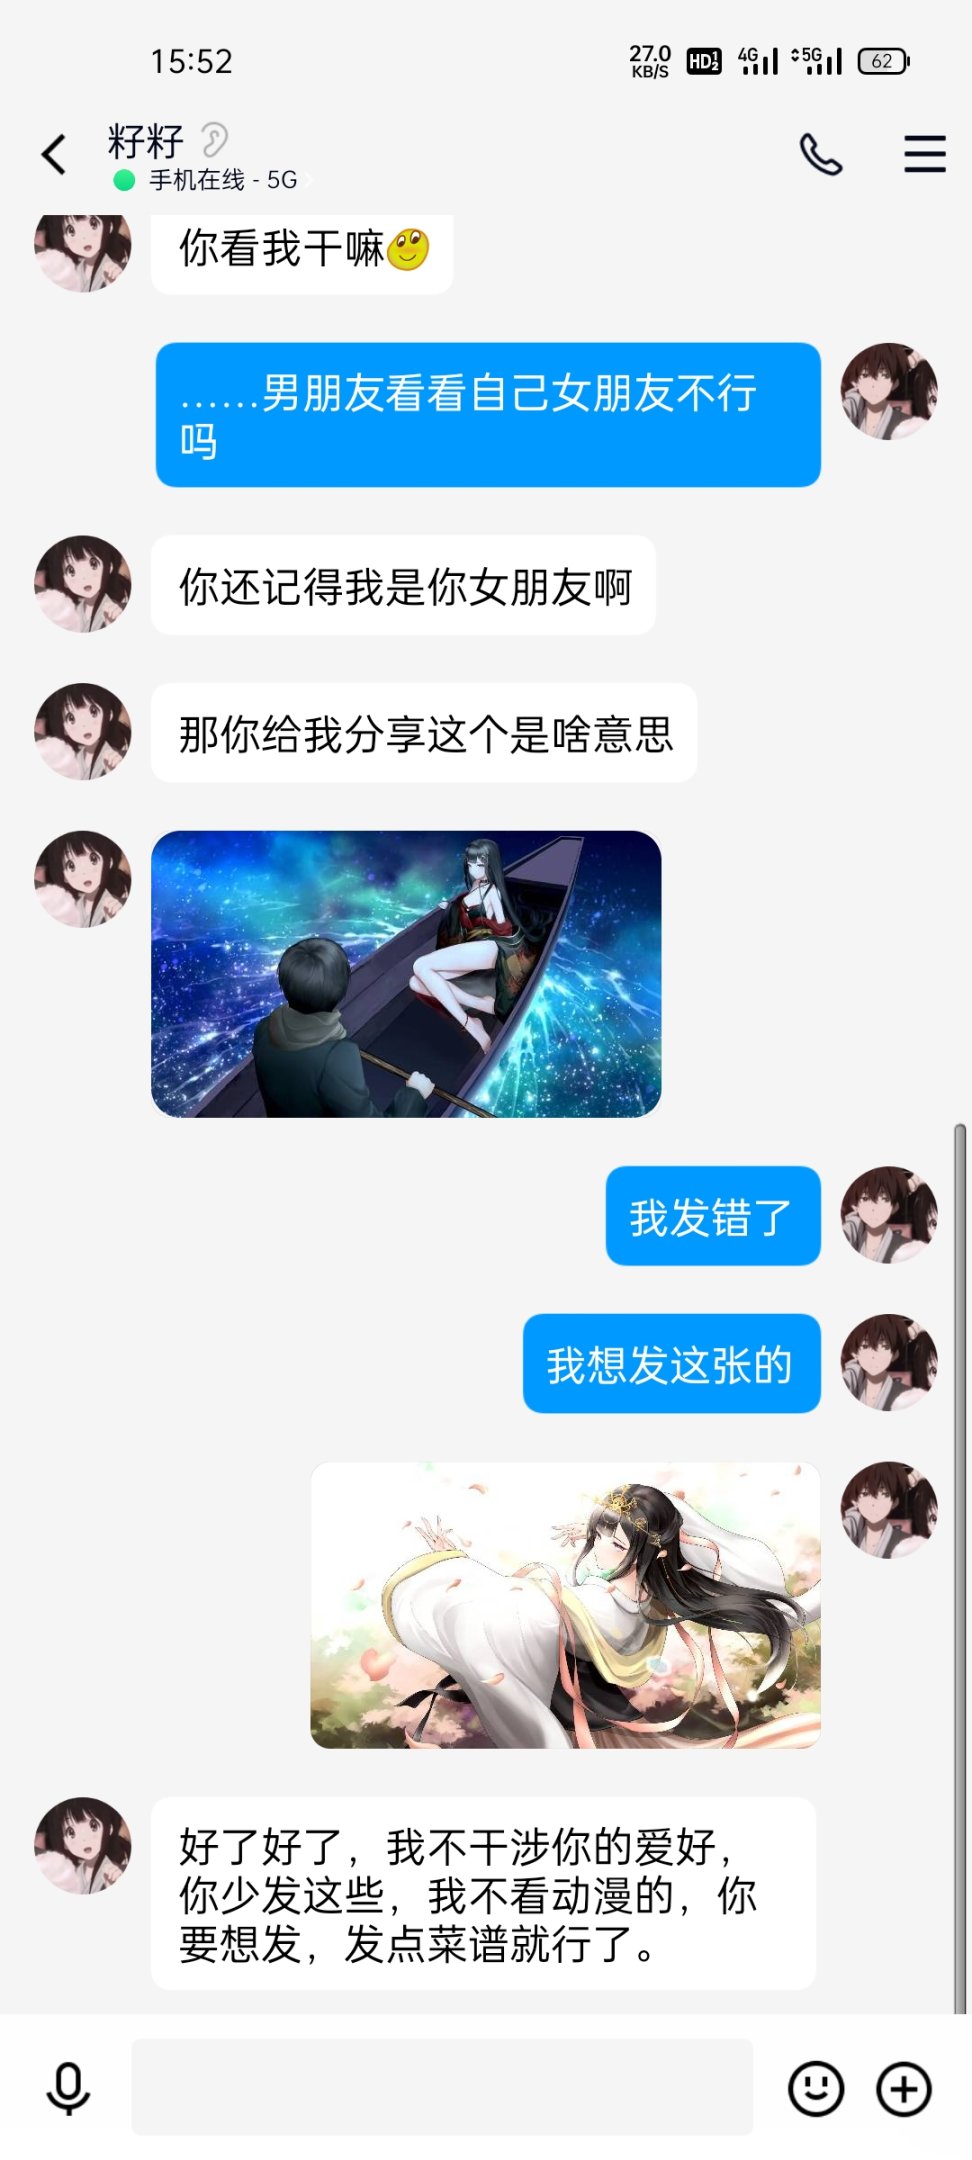 15:52
27.0
KB/S
HD12
4G
5G
62
籽籽
手机在线 - 5G
你看我干嘛
……男朋友看看自己女朋友不行
吗
你还记得我是你女朋友啊
那你给我分享这个是啥意思
我发错了
我想发这张的
好了好了，我不干涉你的爱好，
你少发这些，我不看动漫的，你
要想发，发点菜谱就行了。